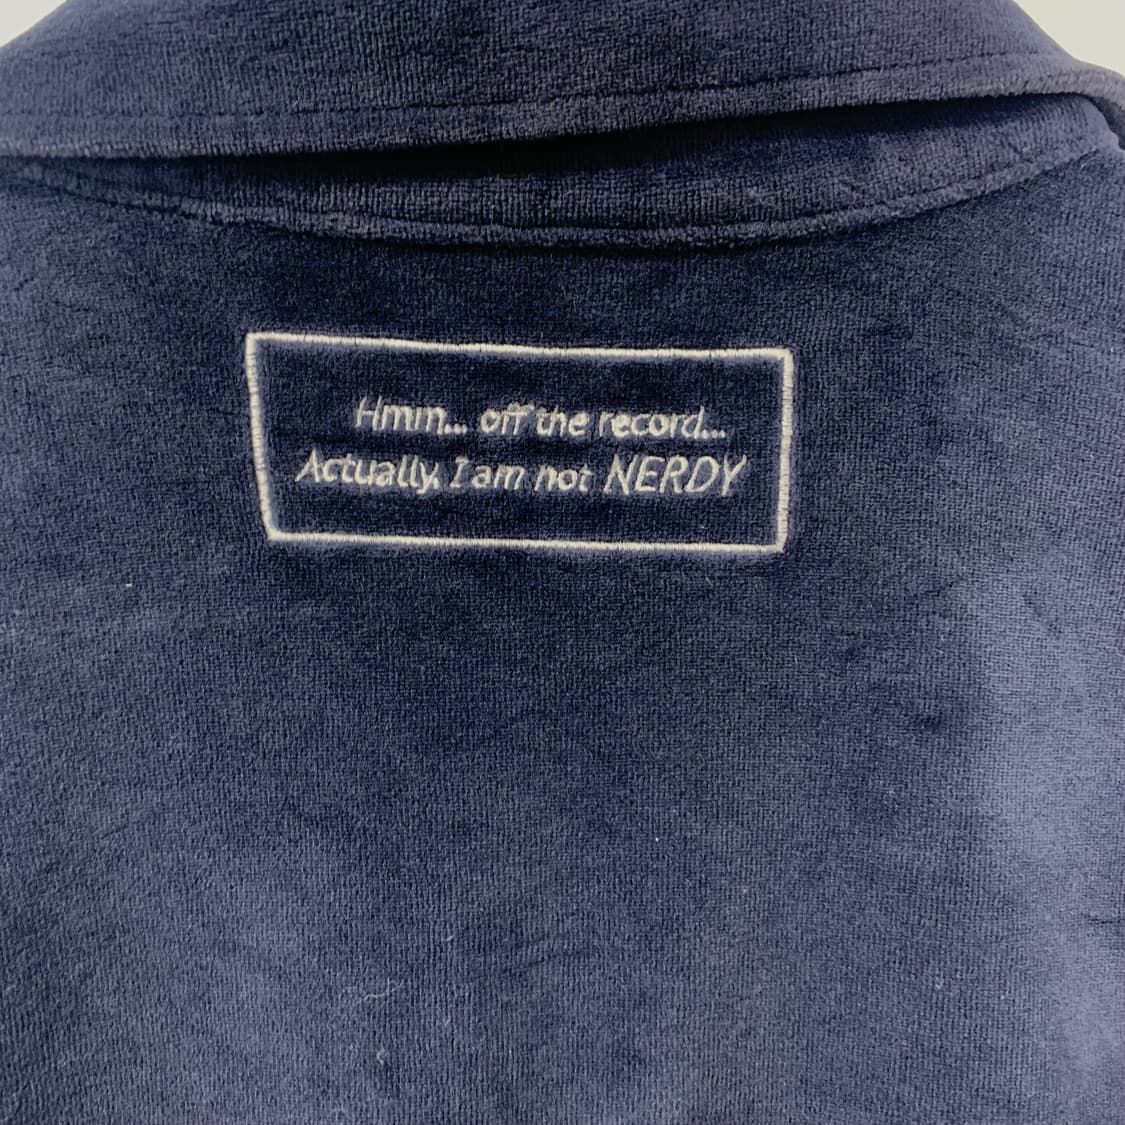 Hmm... off the record...
Actually, I am not NERDY